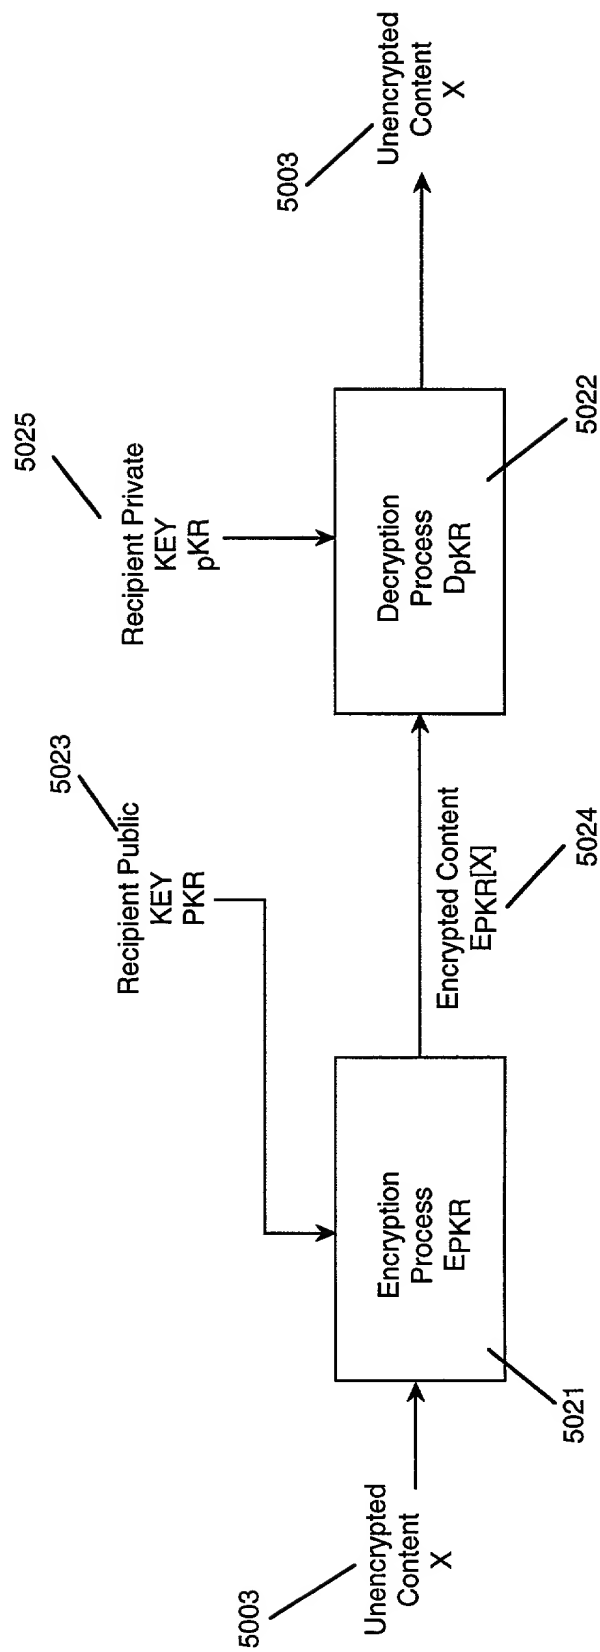 5003
Unencrypted
Content
X
Encryption
Process
EPKR
5021
Recipient Public
KEY
PKR
5023
Encrypted Content
EPKR[X]
5024
Recipient Private
KEY
pKR
5025
Decryption
Process
DpKR
5022
5003
Unencrypted
Content
X